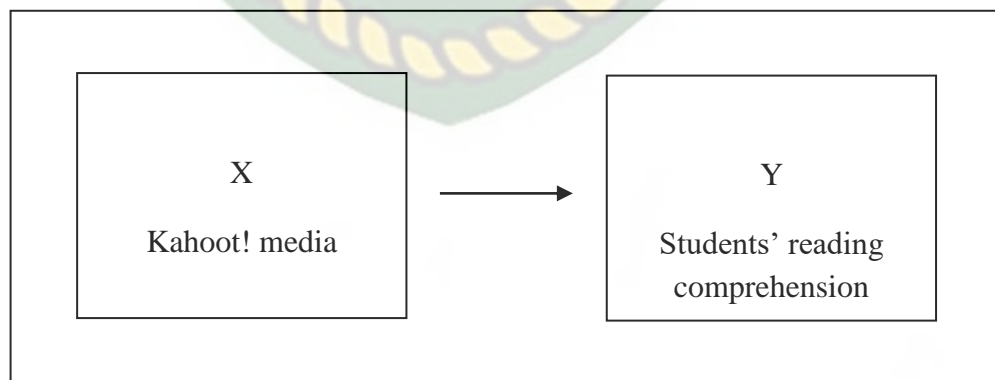 X
Kahoot! media
Y
Students’ reading
comprehension